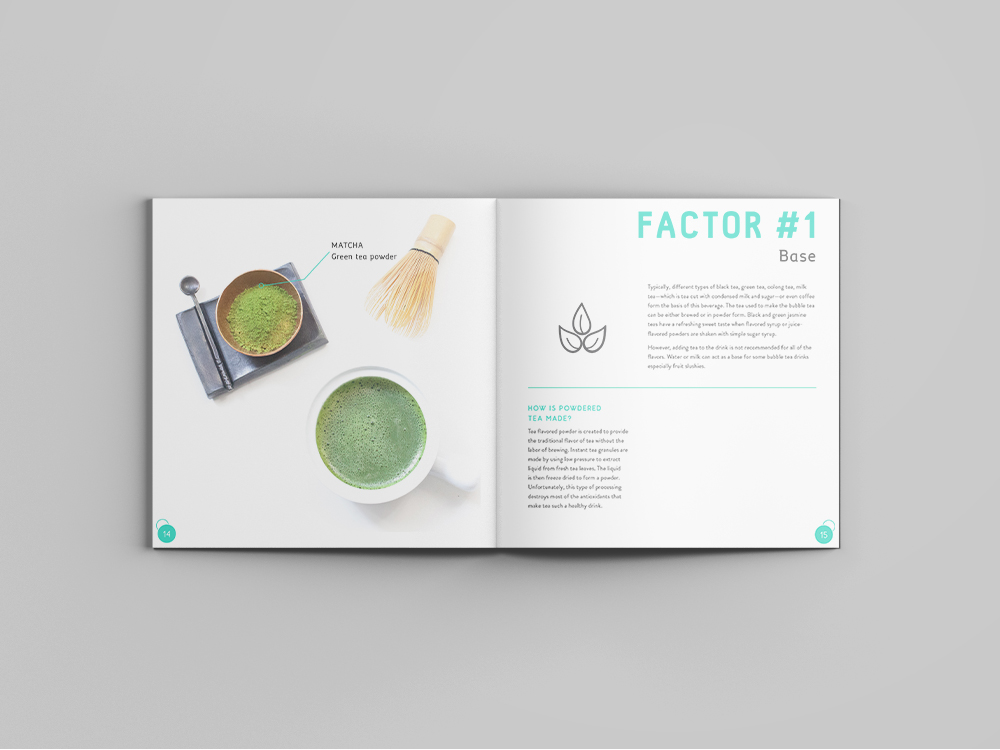 MATCHA
Green tea powder
14
FACTOR #1
Base
Typically, different types of black tea, green tea, oolong tea, milk
tea—which is tea cut with condensed milk and sugar—or even coffee
form the basis of this beverage. The tea used to make the bubble tea
can be either brewed or in powder form. Black and green jasmine
teas have a refreshing sweet taste when flavored syrup or juice-
flavored powders are shaken with simple sugar syrup.
However, adding tea to the drink is not recommended for all of the
flavors. Water or milk can act as a base for some bubble tea drinks
especially fruit slushies.
HOW IS POWDERED
TEA MADE?
Tea flavored powder is created to provide
the traditional flavor of tea without the
labor of brewing. Instant tea granules are
made by using low pressure to extract
liquid from fresh tea leaves. The liquid
is then freeze dried to form a powder.
Unfortunately, this type of processing
destroys most of the antioxidants that
make tea such a healthy drink.
15